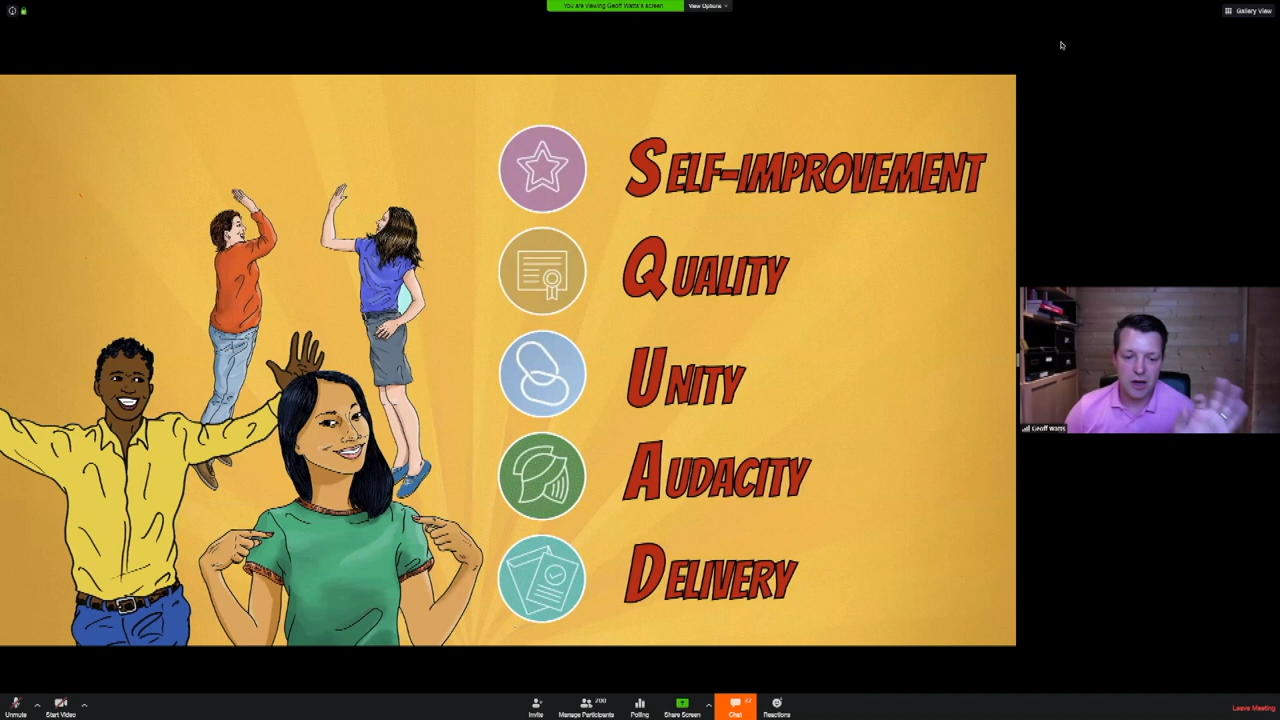 You are viewing Geoff Watts's screen
View Options
Gallery View
SELF-IMPROVEMENT
QUALITY
UNITY
AUDACITY
DELIVERY
Geoff Watts
Unmute
Start Video
Invite
200
Manage Participants
Polling
Share Screen
Chat
Reactions
Leave Meeting